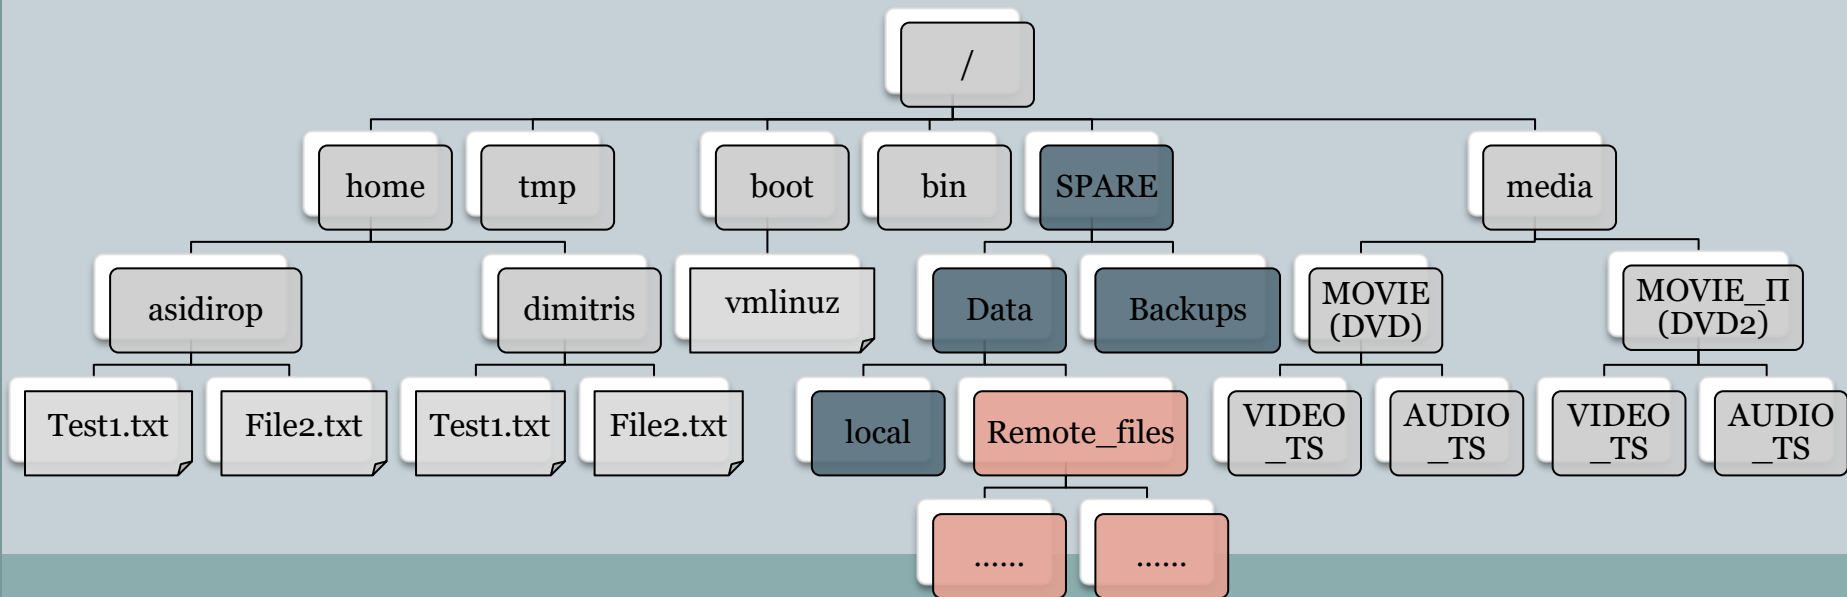 /
home
tmp
boot
bin
SPARE
media
asidirop
dimitris
vmlinuz
Data
Backups
MOVIE
(DVD)
MOVIE_Π
(DVD2)
Test1.txt
File2.txt
Test1.txt
File2.txt
local
Remote_files
VIDEO
_TS
AUDIO
_TS
VIDEO
_TS
AUDIO
_TS
......
......